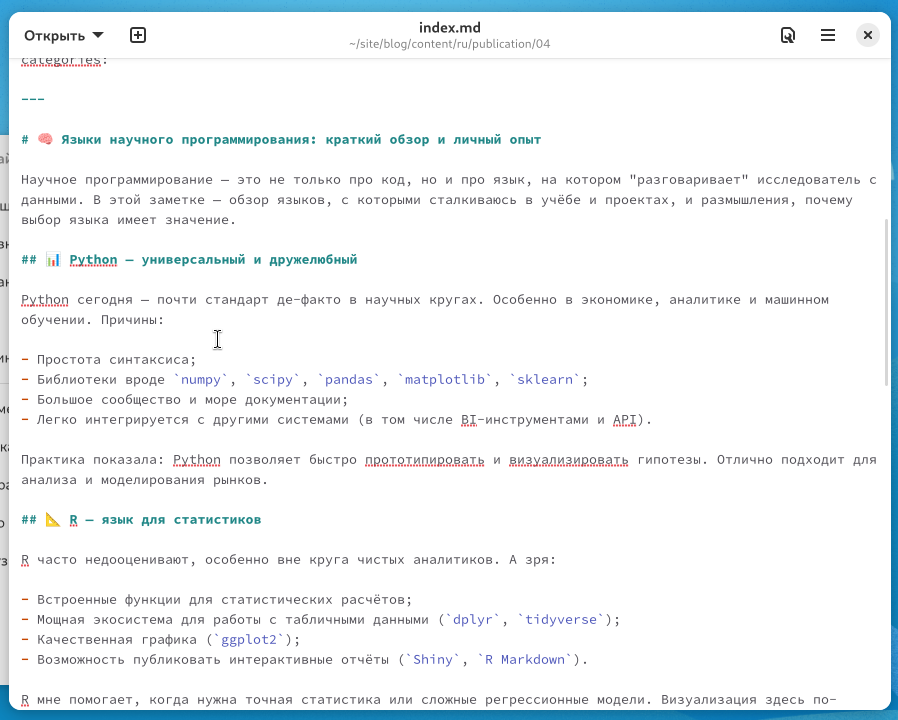 Открыть
index.md
~/site/blog/content/ru/publication/04
categories:
---
# 🧠 Языки научного программирования: краткий обзор и личный опыт
Научное программирование — это не только про код, но и про язык, на котором "разговаривает" исследователь с
данными. В этой заметке — обзор языков, с которыми сталкиваюсь в учёбе и проектах, и размышления, почему
выбор языка имеет значение.
## 📊 Python — универсальный и дружелюбный
Python сегодня — почти стандарт де-факто в научных кругах. Особенно в экономике, аналитике и машинном
обучении. Причины:
- Простота синтаксиса;
- Библиотеки вроде `numpy`, `scipy`, `pandas`, `matplotlib`, `sklearn`;
- Большое сообщество и море документации;
- Легко интегрируется с другими системами (в том числе BI-инструментами и API).
Практика показала: Python позволяет быстро прототипировать и визуализировать гипотезы. Отлично подходит для
анализа и моделирования рынков.
## 📐 R — язык для статистиков
R часто недооценивают, особенно вне круга чистых аналитиков. А зря:
- Встроенные функции для статистических расчётов;
- Мощная экосистема для работы с табличными данными (`dplyr`, `tidyverse`);
- Качественная графика (`ggplot2`);
- Возможность публиковать интерактивные отчёты (`Shiny`, `R Markdown`).
R мне помогает, когда нужна точная статистика или сложные регрессионные модели. Визуализация здесь по-